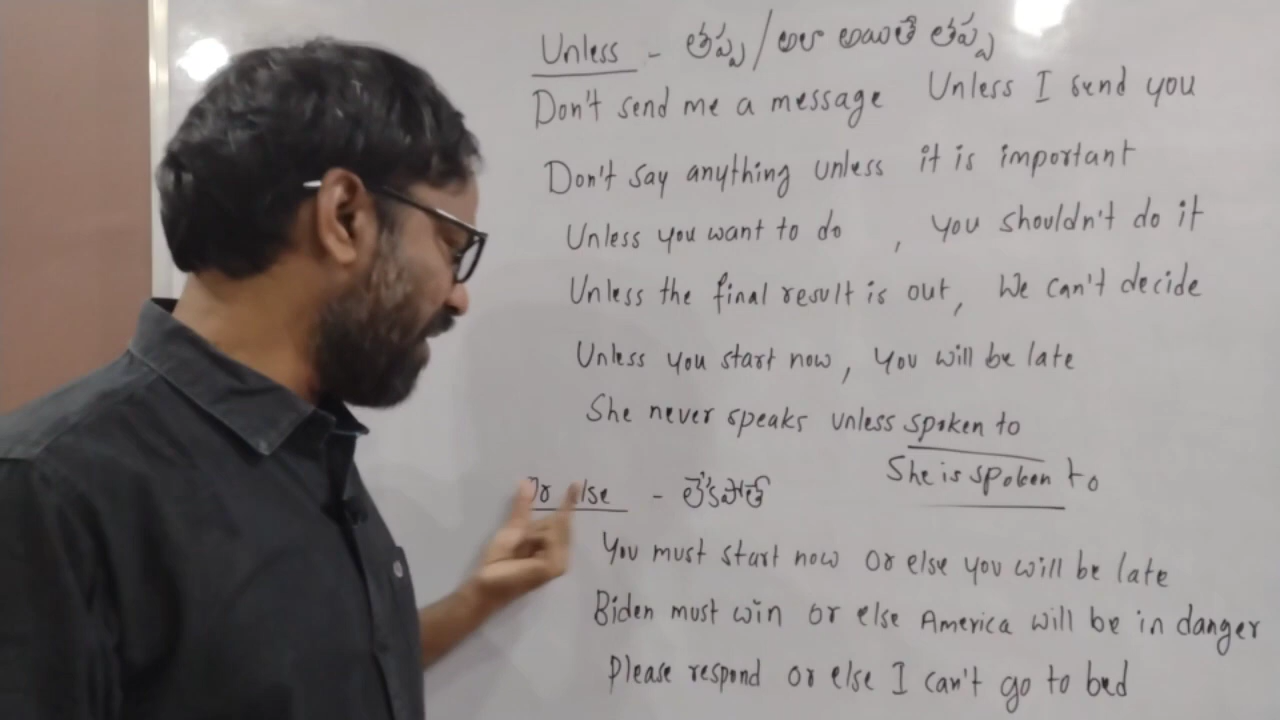 Unless - తప్ప / అలా అయితే తప్ప
Don't send me a message Unless I send you
Don't say anything unless it is important
Unless you want to do , you shouldn't do it
Unless the final result is out, We can't decide
Unless you start now, you will be late
She never speaks unless spoken to
She is spoken to
Or else - లేకపోతే
You must start now or else you will be late
Biden must win or else America will be in danger
Please respond or else I can't go to bed